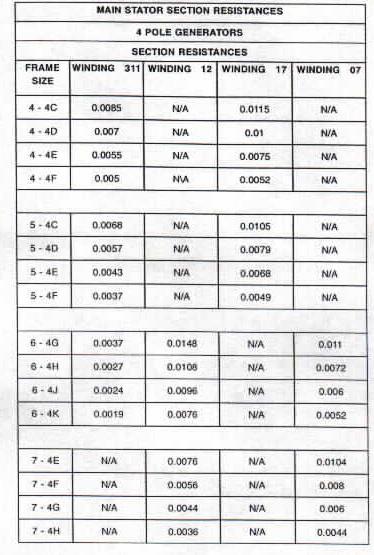 MAIN STATOR SECTION RESISTANCES
4 POLE GENERATORS
SECTION RESISTANCES
FRAME SIZE WINDING 311 WINDING 12 WINDING 17 WINDING 07
4 - 4C 0.0085 N/A 0.0115 N/A
4 - 4D 0.007 N/A 0.01 N/A
4 - 4E 0.0055 N/A 0.0075 N/A
4 - 4F 0.005 N\A 0.0052 N/A
5 - 4C 0.0068 N/A 0.0105 N/A
5 - 4D 0.0057 N/A 0.0079 N/A
5 - 4E 0.0043 N/A 0.0068 N/A
5 - 4F 0.0037 N/A 0.0049 N/A
6 - 4G 0.0037 0.0148 N/A 0.011
6 - 4H 0.0027 0.0108 N/A 0.0072
6 - 4J 0.0024 0.0096 N/A 0.006
6 - 4K 0.0019 0.0076 N/A 0.0052
7 - 4E N/A 0.0076 N/A 0.0104
7 - 4F N/A 0.0056 N/A 0.008
7 - 4G N/A 0.0044 N/A 0.006
7 - 4H N/A 0.0036 N/A 0.0044